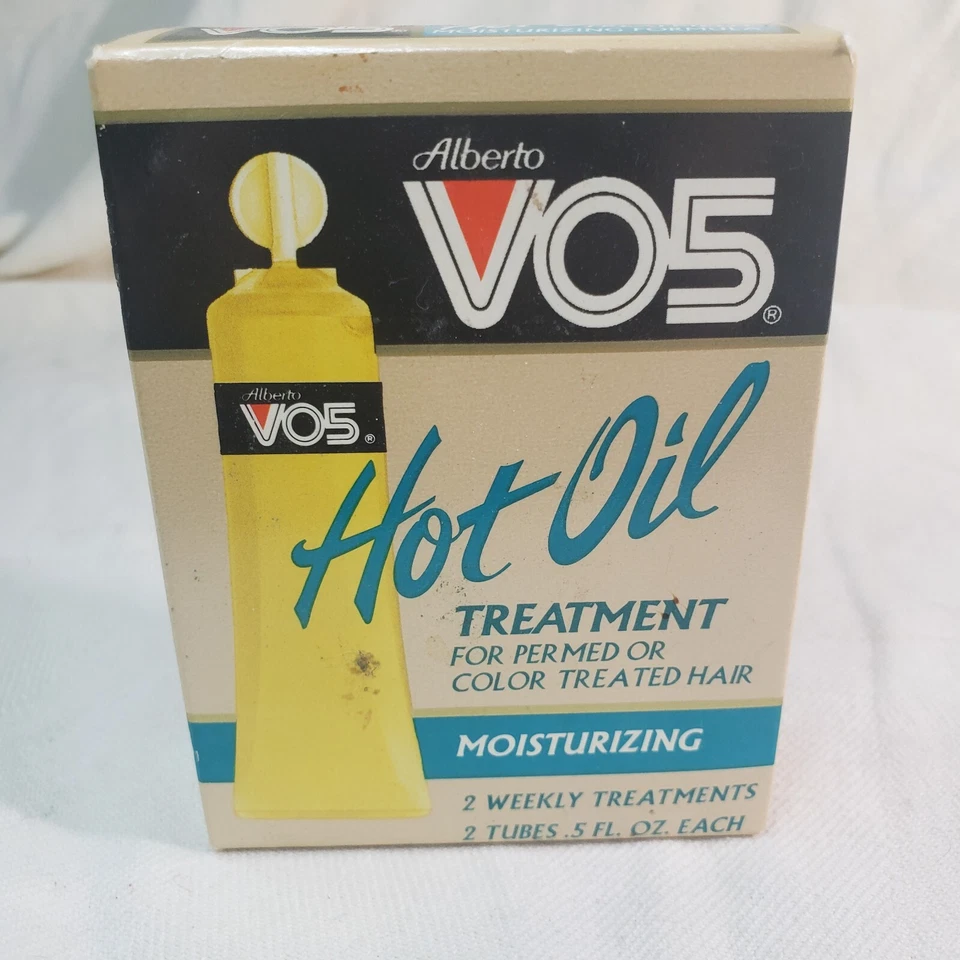 MOISTURIZING FORMULA
Alberto
VO5®
Alberto
VO5®
Hot Oil
TREATMENT
FOR PERMED OR
COLOR TREATED HAIR
MOISTURIZING
2 WEEKLY TREATMENTS
2 TUBES .5 FL. OZ. EACH